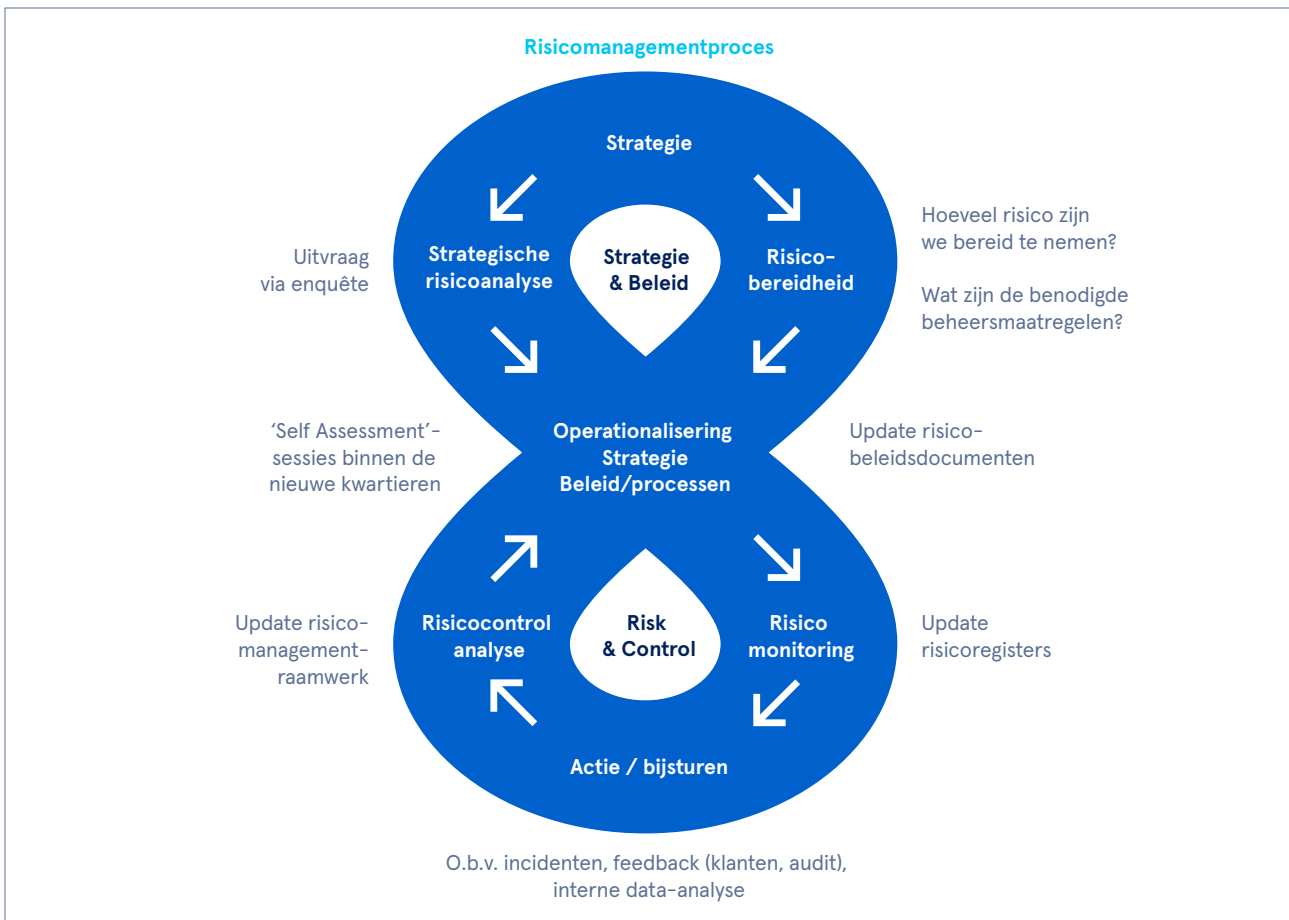 Risicomanagementproces
Strategie
Uitvraag
via enquête
Strategische
risicoanalyse
Strategie
& Beleid
Risico-
bereidheid
Hoeveel risico zijn
we bereid te nemen?
Wat zijn de benodigde
beheersmaatregelen?
‘Self Assessment’-
sessies binnen de
nieuwe kwartieren
Operationalisering
Strategie
Beleid/processen
Update risico-
beleidsdocumenten
Update risico-
management-
raamwerk
Risicocontrol
analyse
Risk
& Control
Risico
monitoring
Update
risicoregisters
Actie / bijsturen
O.b.v. incidenten, feedback (klanten, audit),
interne data-analyse